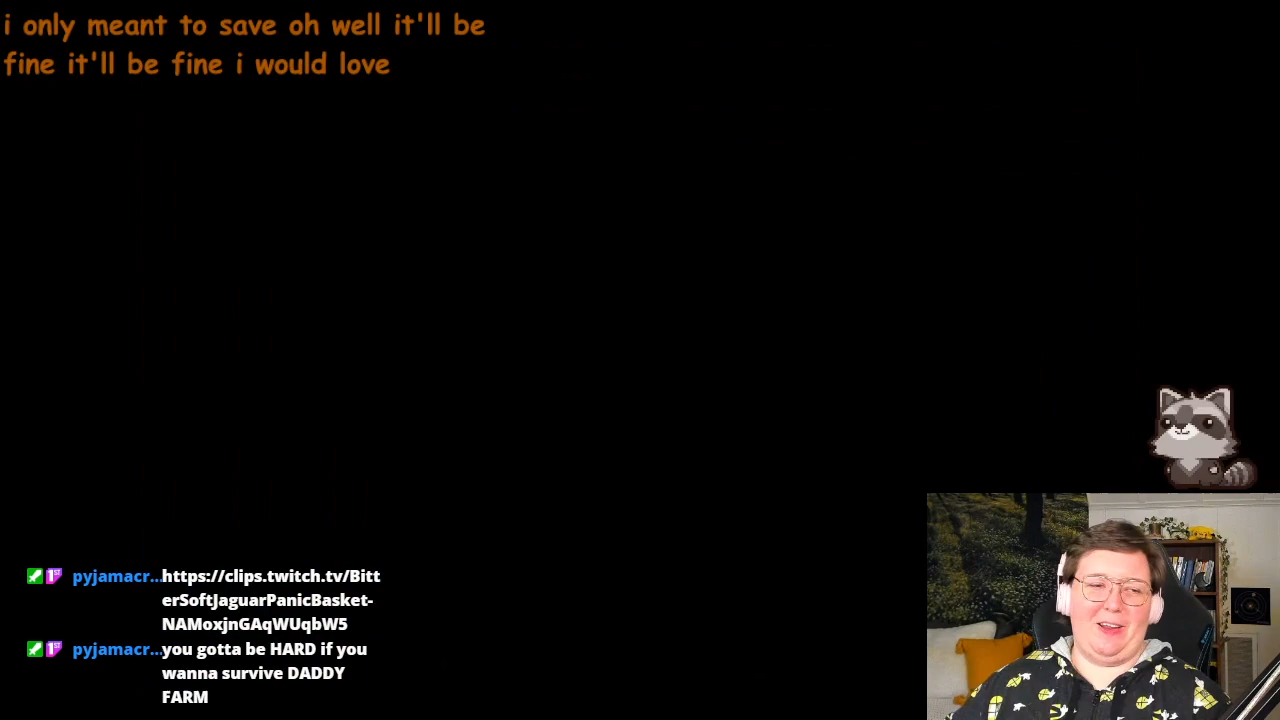 i only meant to save oh well it'll be
fine it'll be fine i would love
pyjamacr... https://clips.twitch.tv/Bitt
erSoftJaguarPanicBasket-
NAMoxjnGAqWUqbW5
pyjamacr... you gotta be HARD if you
wanna survive DADDY
FARM